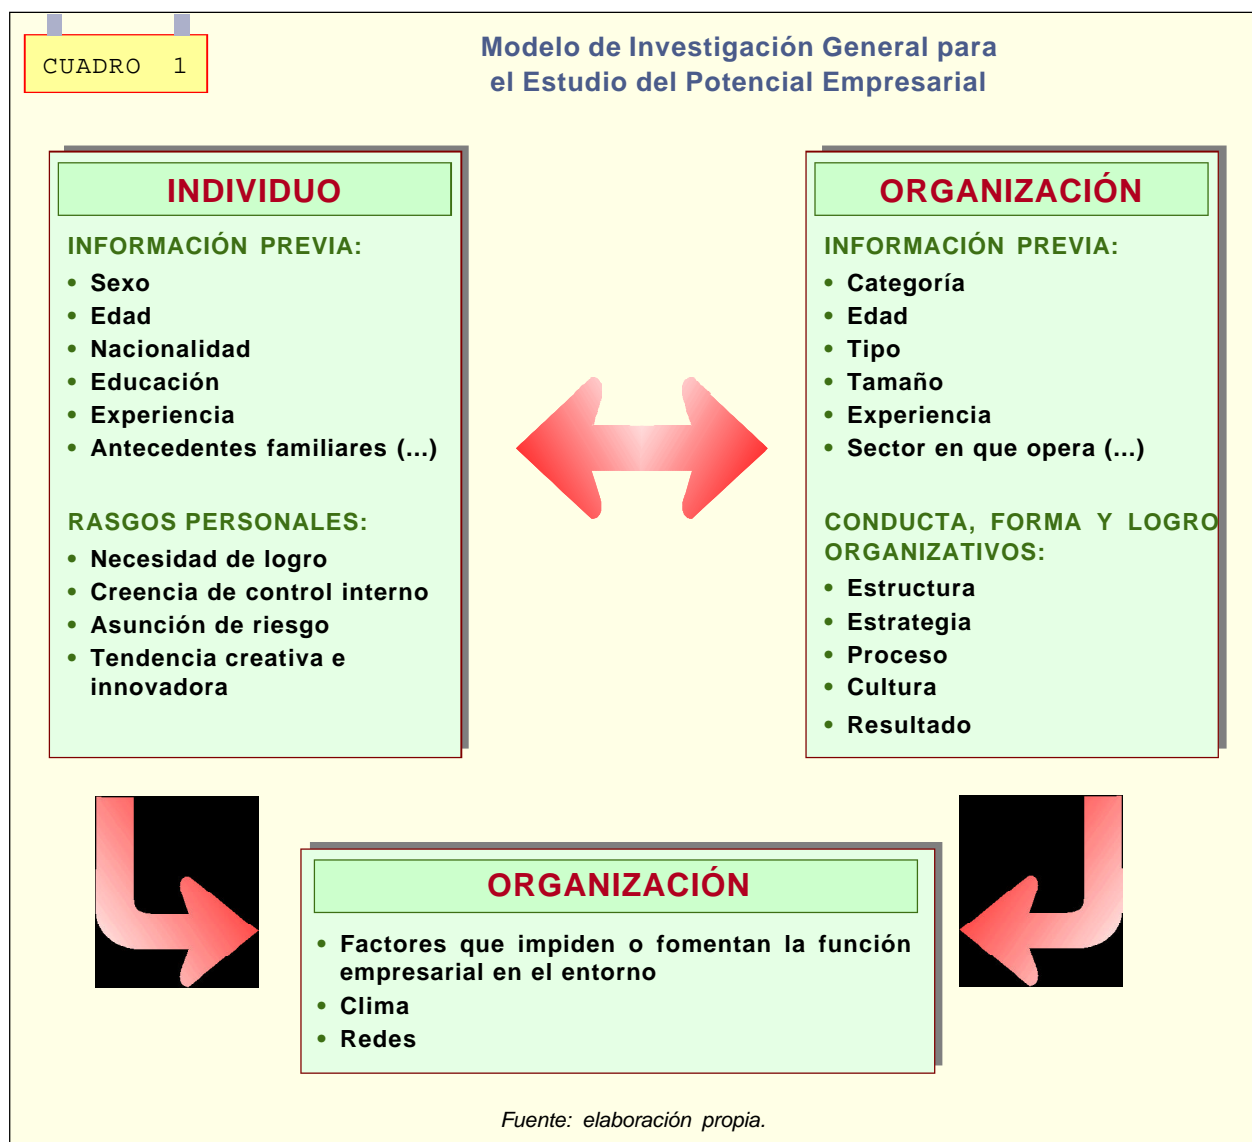 CUADRO 1
Modelo de Investigación General para
el Estudio del Potencial Empresarial
INDIVIDUO
INFORMACIÓN PREVIA:
• Sexo
• Edad
• Nacionalidad
• Educación
• Experiencia
• Antecedentes familiares (...)
RASGOS PERSONALES:
• Necesidad de logro
• Creencia de control interno
• Asunción de riesgo
• Tendencia creativa e
innovadora
ORGANIZACIÓN
INFORMACIÓN PREVIA:
• Categoría
• Edad
• Tipo
• Tamaño
• Experiencia
• Sector en que opera (...)
CONDUCTA, FORMA Y LOGRO
ORGANIZATIVOS:
• Estructura
• Estrategia
• Proceso
• Cultura
• Resultado
ORGANIZACIÓN
• Factores que impiden o fomentan la función
empresarial en el entorno
• Clima
• Redes
Fuente: elaboración propia.